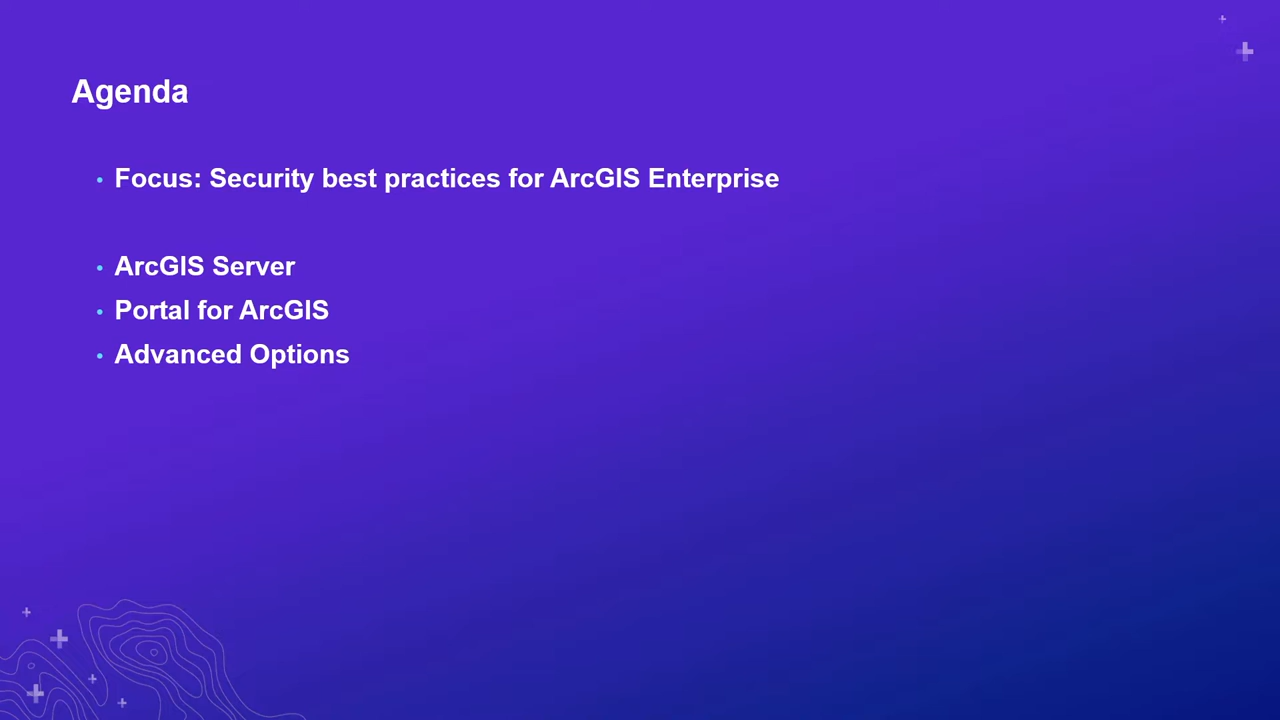 Agenda
• Focus: Security best practices for ArcGIS Enterprise
• ArcGIS Server
• Portal for ArcGIS
• Advanced Options